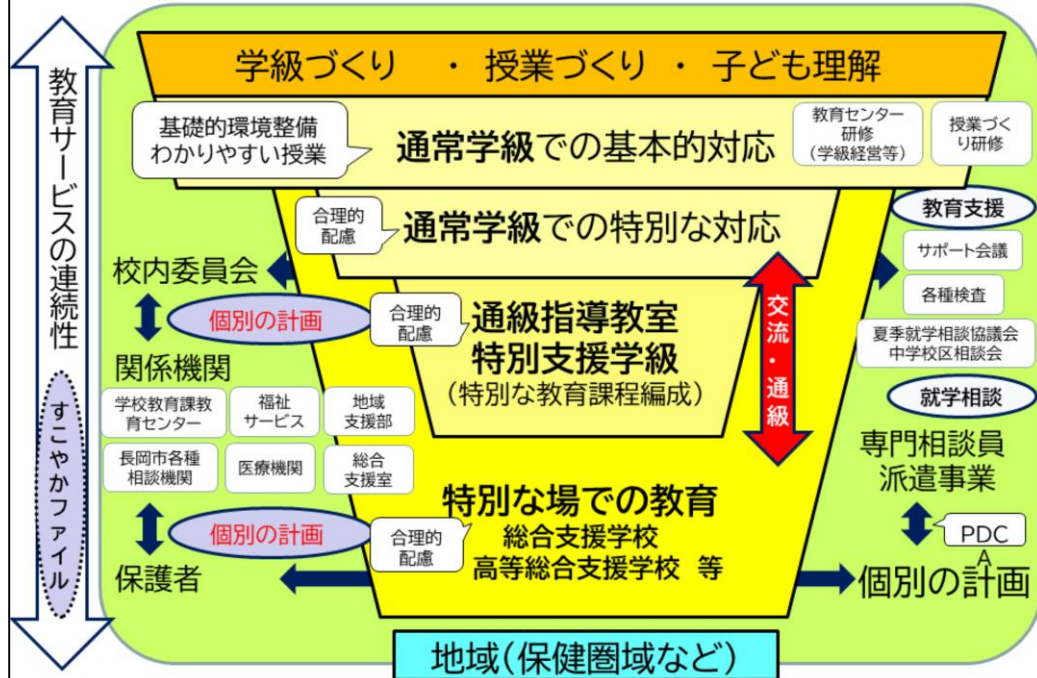 学級づくり ・ 授業づくり ・ 子ども理解
教育サービスの連続性
すこやかファイル
基礎的環境整備
わかりやすい授業
通常学級での基本的対応
教育センター
研修
(学級経営等)
授業づく
り研修
合理的
配慮
通常学級での特別な対応
教育支援
サポート会議
各種検査
夏季就学相談協議会
中学校区相談会
就学相談
専門相談員
派遣事業
PDC
A
個別の計画
校内委員会
個別の計画
合理的
配慮
通級指導教室
特別支援学級
(特別な教育課程編成)
交流・通級
関係機関
学校教育課教
育センター
福祉
サービス
地域
支援部
長岡市各種
相談機関
医療機関
総合
支援室
個別の計画
合理的
配慮
特別な場での教育
総合支援学校
高等総合支援学校 等
保護者
地域(保健圏域など)